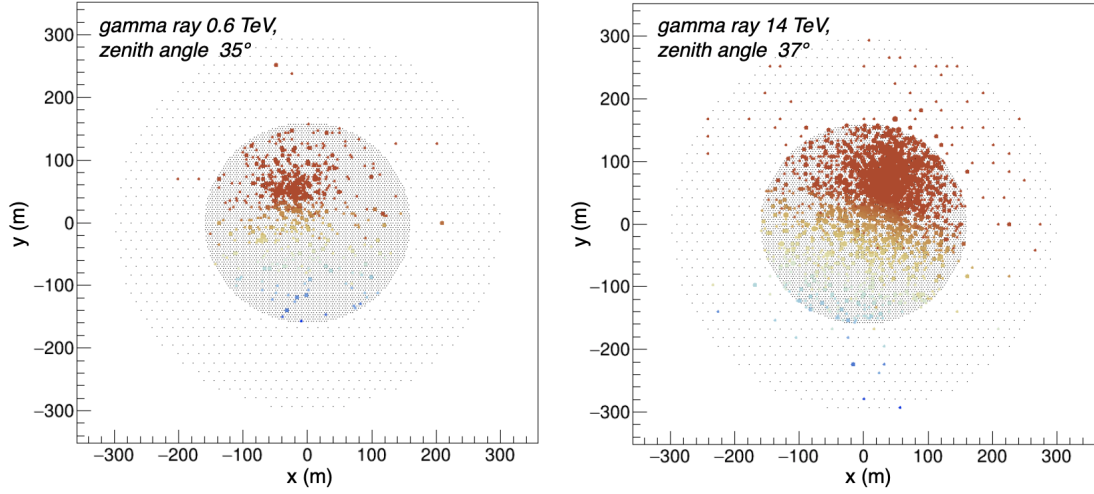 gamma ray 0.6 TeV,
zenith angle 35°
300
200
100
0
−100
−200
−300
y (m)
−300 −200 −100 0 100 200 300
x (m)
gamma ray 14 TeV,
zenith angle 37°
300
200
100
0
−100
−200
−300
y (m)
−300 −200 −100 0 100 200 300
x (m)